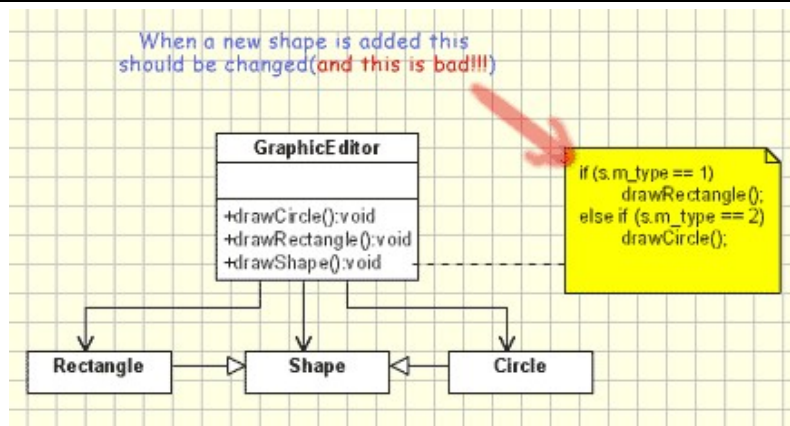 When a new shape is added this
should be changed(and this is bad!!!)
GraphicEditor
+drawCircle():void
+drawRectangle():void
+drawShape():void
if (s.m_type == 1)
drawRectangle();
else if (s.m_type == 2)
drawCircle();
Rectangle
Shape
Circle